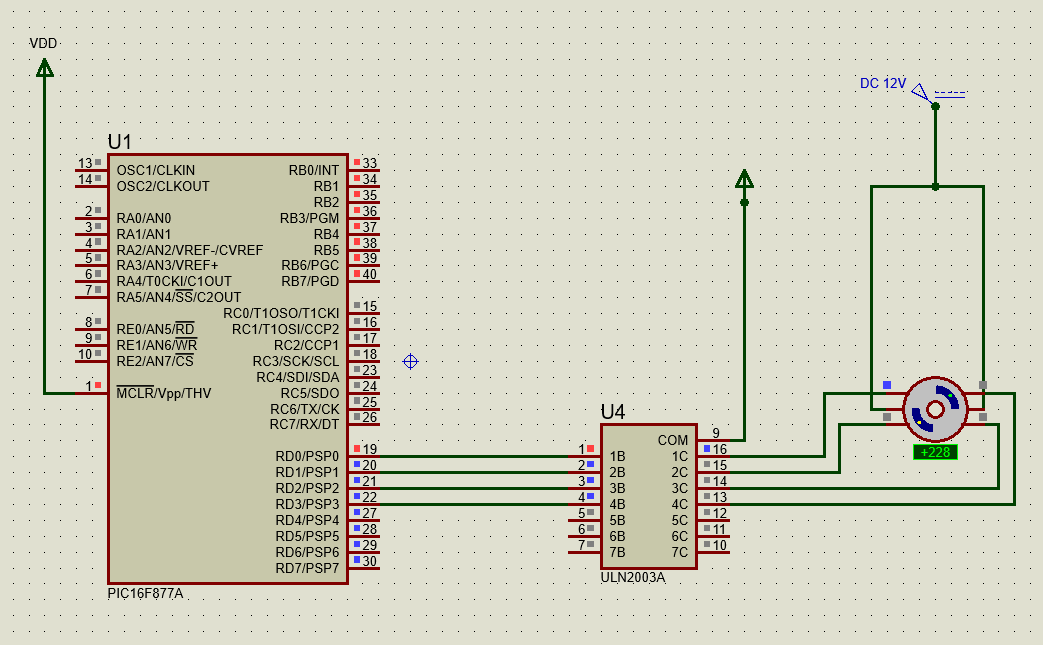 VDD
DC 12V
U1
13 OSC1/CLKIN RB0/INT 33
14 OSC2/CLKOUT RB1 34
RB2 35
2 RA0/AN0 RB3/PGM 36
3 RA1/AN1 RB4 37
4 RA2/AN2/VREF-/CVREF RB5 38
5 RA3/AN3/VREF+ RB6/PGC 39
6 RA4/T0CKI/C1OUT RB7/PGD 40
7 RA5/AN4/SS/C2OUT
RC0/T1OSO/T1CKI 15
8 RE0/AN5/RD RC1/T1OSI/CCP2 16
9 RE1/AN6/WR RC2/CCP1 17
10 RE2/AN7/CS RC3/SCK/SCL 18
RC4/SDI/SDA 23
1 MCLR/Vpp/THV RC5/SDO 24
RC6/TX/CK 25
RC7/RX/DT 26
RD0/PSP0 19
RD1/PSP1 20
RD2/PSP2 21
RD3/PSP3 22
RD4/PSP4 27
RD5/PSP5 28
RD6/PSP6 29
RD7/PSP7 30
PIC16F877A
U4
COM 9
1 1B 1C 16
2 2B 2C 15
3 3B 3C 14
4 4B 4C 13
5 5B 5C 12
6 6B 6C 11
7 7B 7C 10
ULN2003A
+228